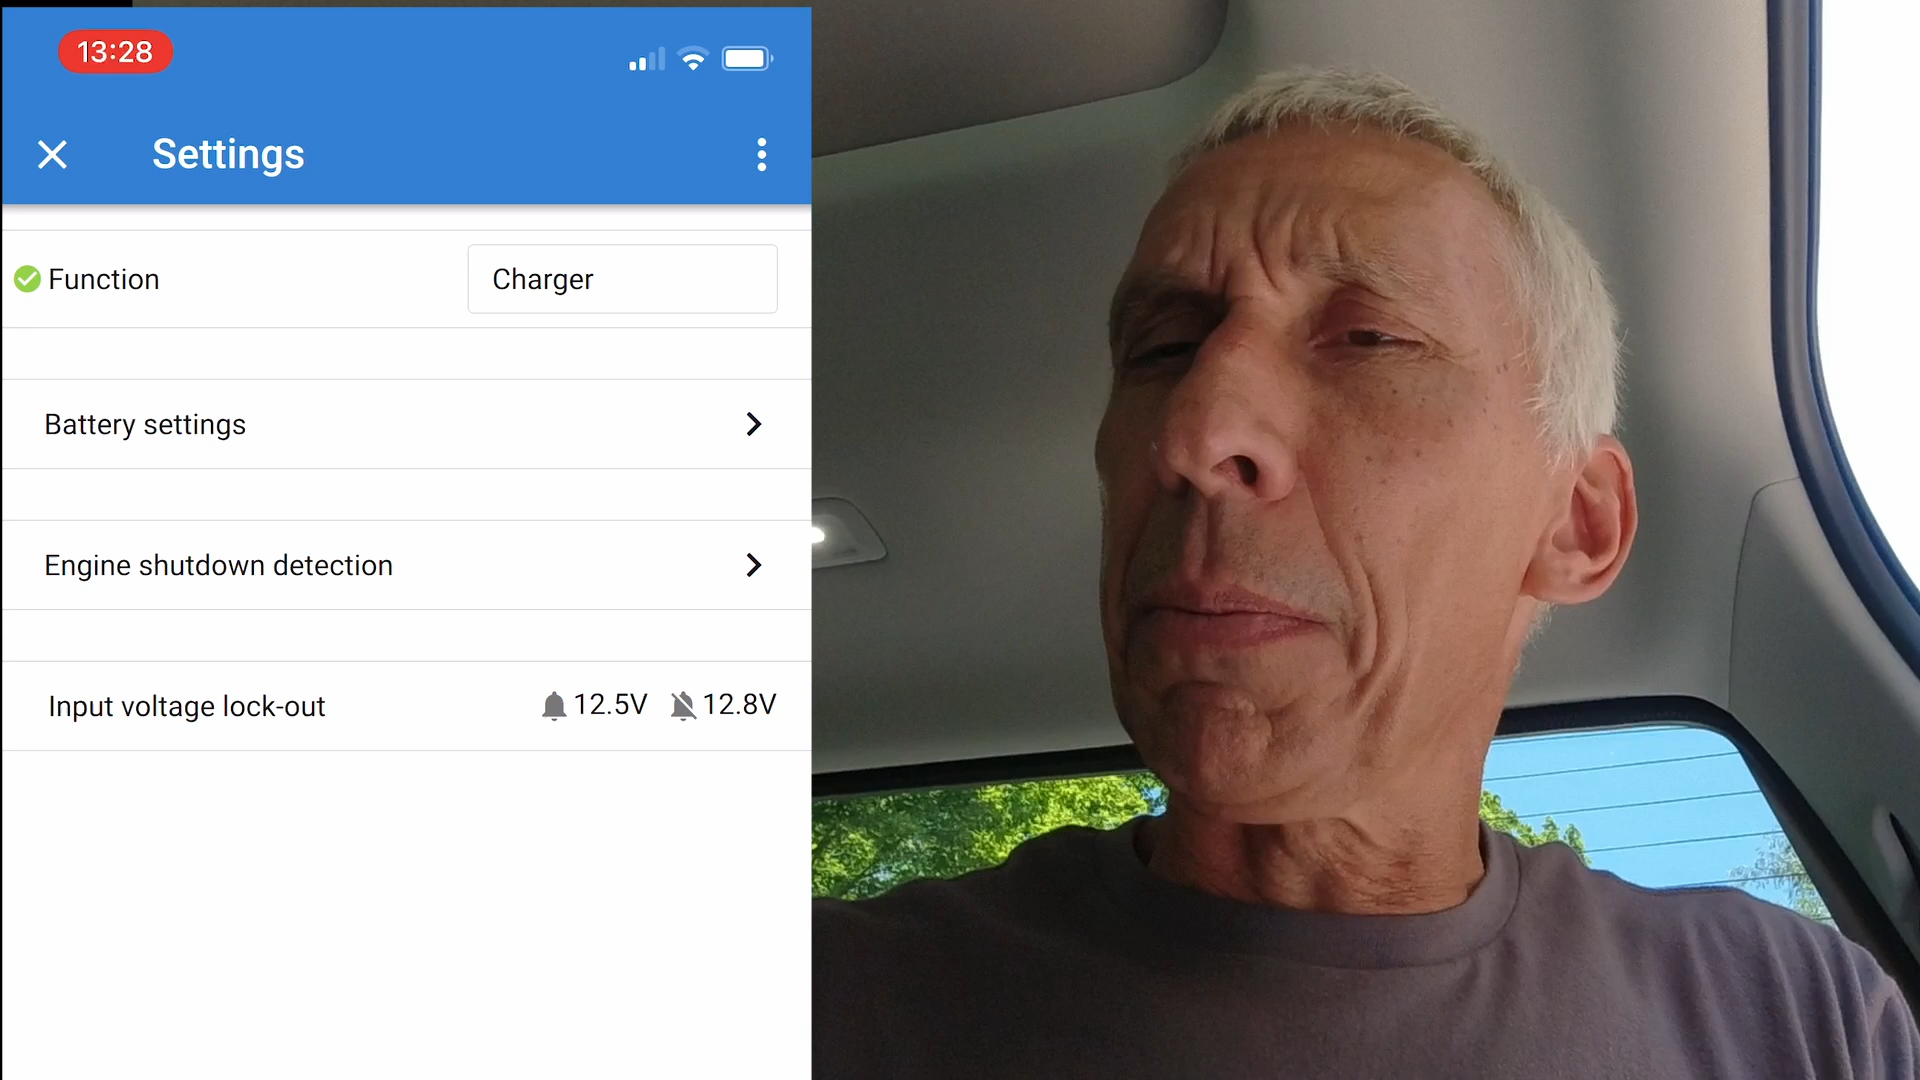 13:28
Settings
Function Charger
Battery settings
Engine shutdown detection
Input voltage lock-out 12.5V 12.8V